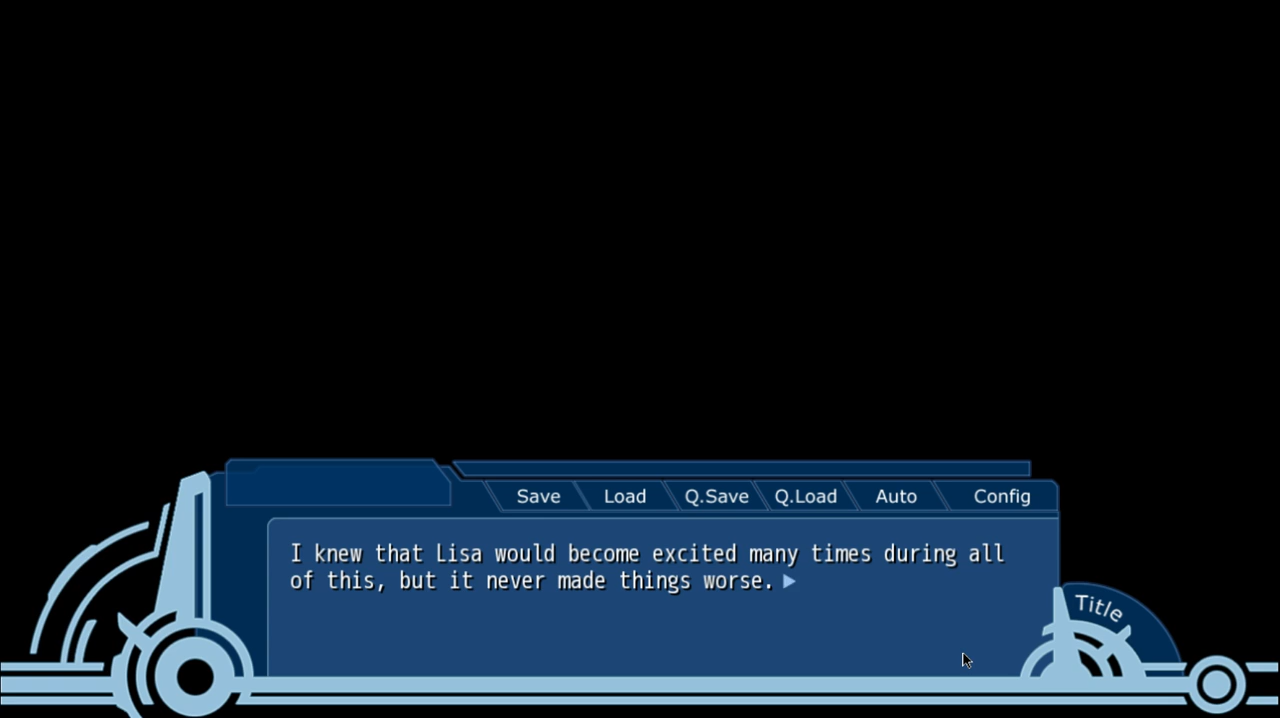 Save Load Q.Save Q.Load Auto Config
I knew that Lisa would become excited many times during all
of this, but it never made things worse.
Title